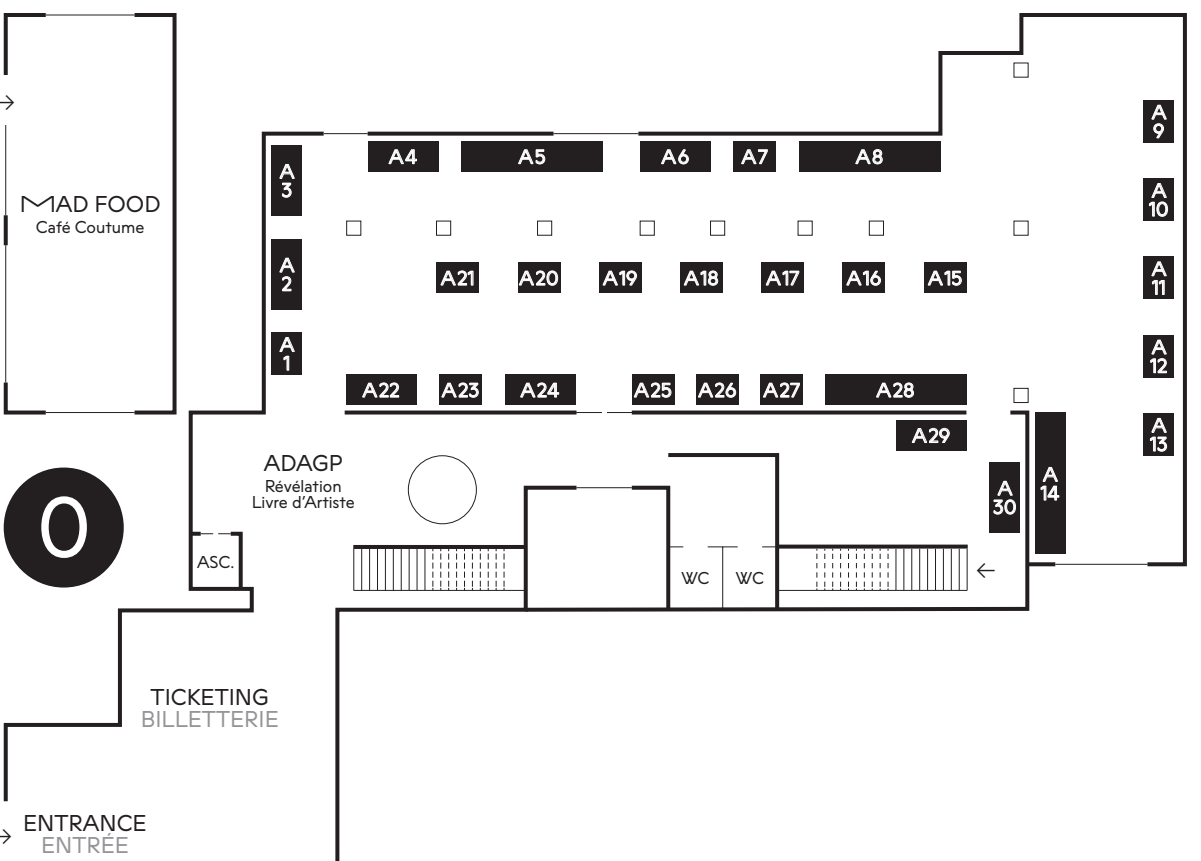 A
9
A4
A5
A6
A7
A8
A
3
A
10
MAD FOOD
Café Coutume
A
2
A21
A20
A19
A18
A17
A16
A15
A
11
A
1
A
12
A22
A23
A24
A25
A26
A27
A28
A29
A
13
ADAGP
Révélation
Livre d'Artiste
A
14
A
30
0
ASC.
WC
WC
TICKETING
BILLETTERIE
ENTRANCE
ENTRÉE